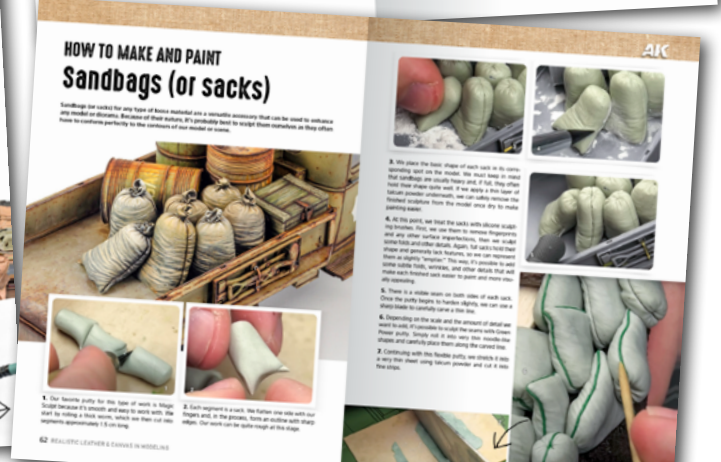 HOW TO MAKE AND PAINT
Sandbags (or sacks)
Sandbags (or sacks) for any type of loose material are a versatile accessory that can be used to enhance
any model or diorama. Because of their nature, it's probably best to sculpt them ourselves as they often
have to conform perfectly to the contours of our model or scene.
1. Our favorite putty for this type of work is Magic
Sculpt because it's smooth and easy to work with. We
start by rolling a thick worm, which we then cut into
segments approximately 1.5 cm long.
2. Each segment is a sack. We flatten one side with our
fingers and, in the process, form an outline with sharp
edges. Our work can be quite rough at this stage.
62 REALISTIC LEATHER & CANVAS IN MODELING
AK
3. We place the basic shape of each sack in its corre-
sponding spot on the model. We must keep in mind
that sandbags are usually heavy and, if full, they often
hold their shape quite well. If we apply a thin layer of
talcum powder underneath, we can safely remove the
finished sculpture from the model once dry to make
painting easier.
4. At this point, we treat the sacks with silicone sculpt-
ing brushes. First, we use them to remove fingerprints
and any other surface imperfections, then we sculpt
some folds and other details. Again, full sacks hold their
shape and generally lack features, so we can represent
them as slightly "emptier." This way, it's possible to add
some subtle folds, wrinkles, and other details that will
make each finished sack easier to paint and more visu-
ally appealing.
5. There is a visible seam on both sides of each sack.
Once the putty begins to harden slightly, we can use a
sharp blade to carefully carve a thin line.
6. Depending on the scale and the amount of detail we
want to add, it's possible to sculpt the seams with Green
Power putty. Simply roll it into very thin noodle-like
shapes and carefully place them along the carved line.
7. Continuing with this flexible putty, we stretch it into
a very thin sheet using talcum powder and cut it into
fine strips.